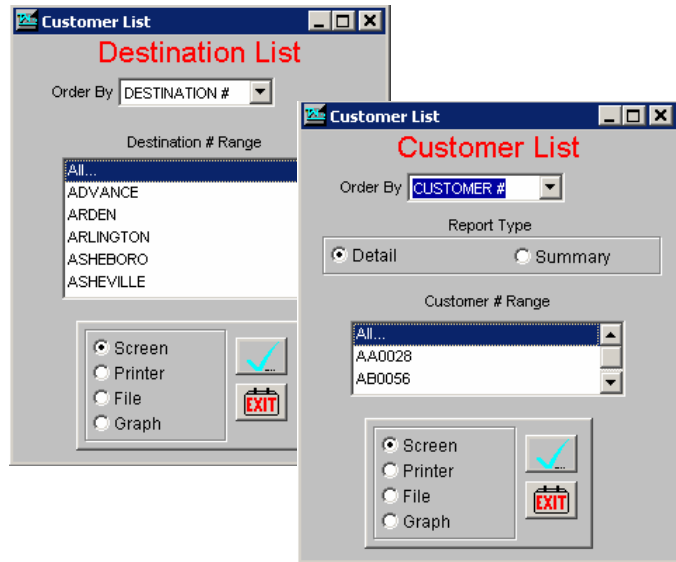 Customer List
Destination List
Order By DESTINATION #
Destination # Range
All...
ADVANCE
ARDEN
ARLINGTON
ASHEBORO
ASHEVILLE
Screen
Printer
File
Graph
EXIT
Customer List
Customer List
Order By CUSTOMER #
Report Type
Detail Summary
Customer # Range
All...
AA0028
AB0056
Screen
Printer
File
Graph
EXIT